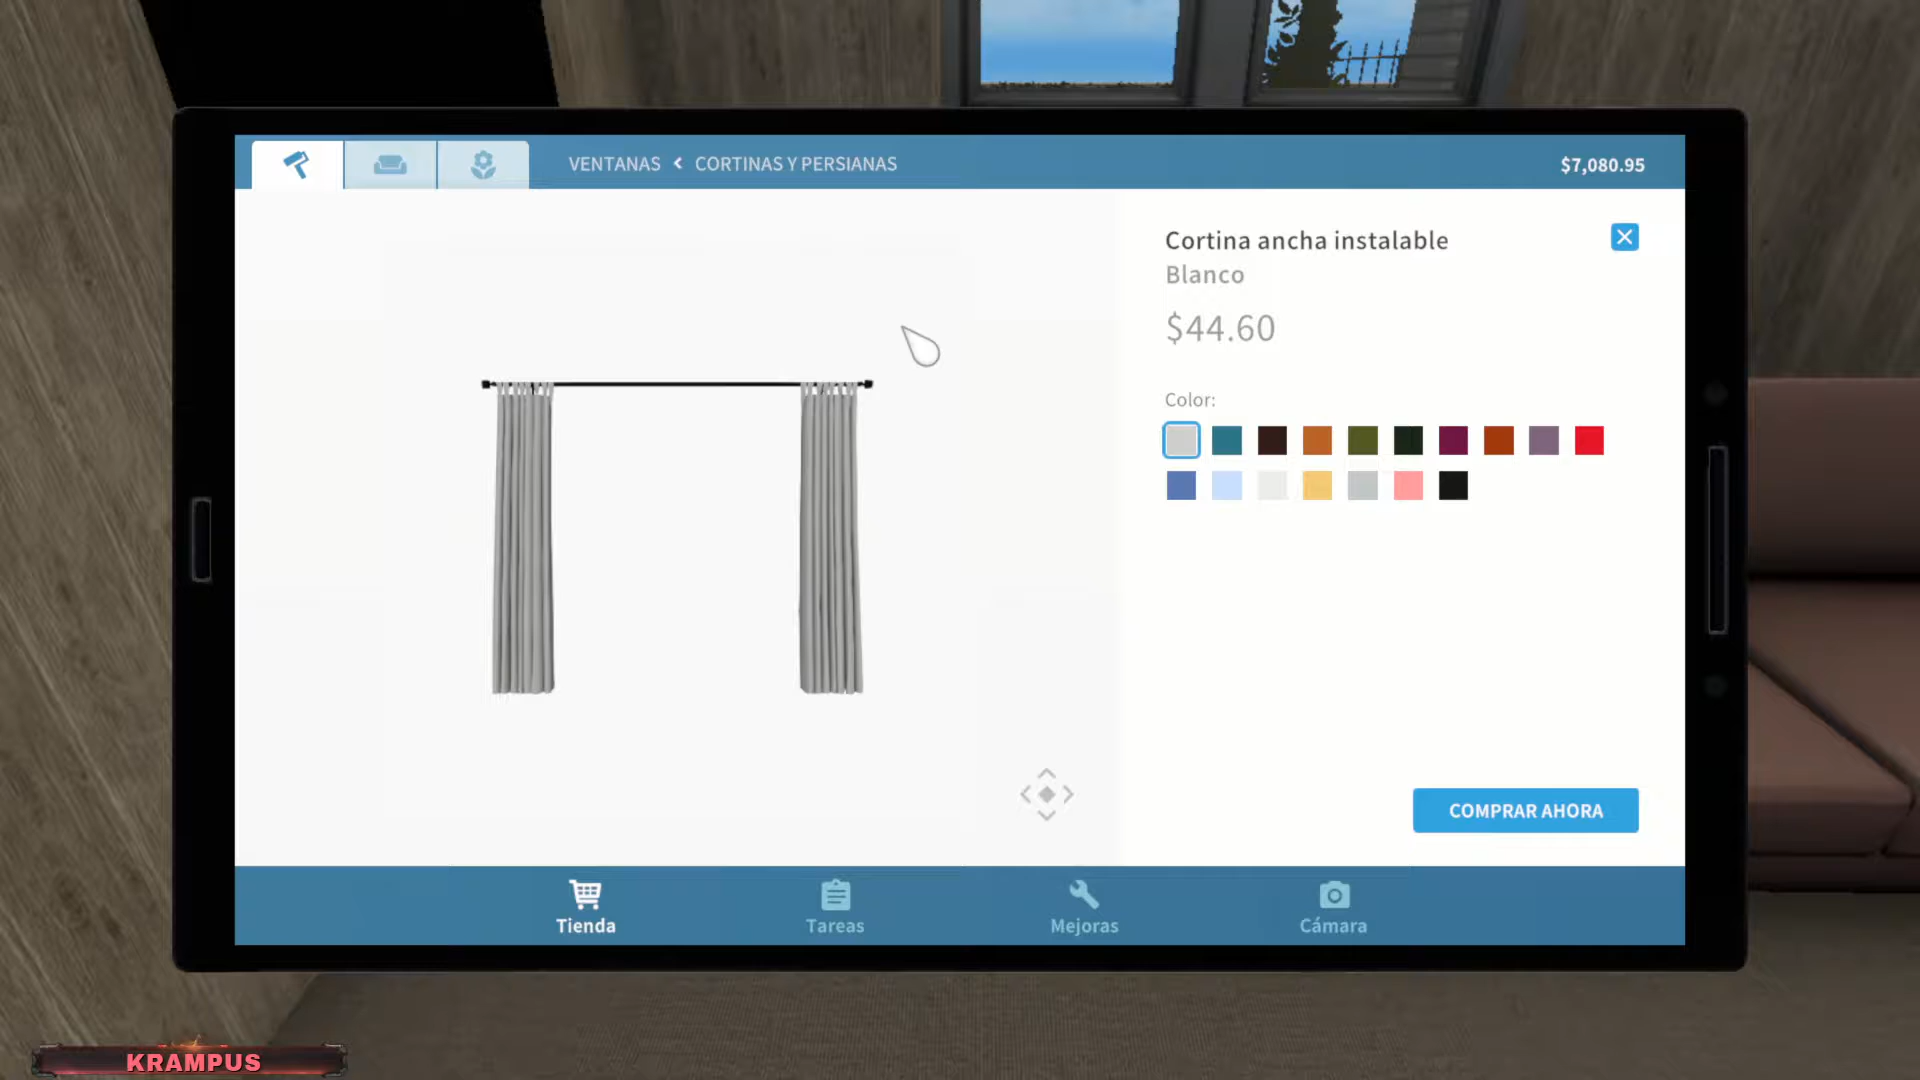 VENTANAS < CORTINAS Y PERSIANAS
$7,080.95
Cortina ancha instalable
Blanco
$44.60
Color:
COMPRAR AHORA
Tienda
Tareas
Mejoras
Cámara
KRAMPUS